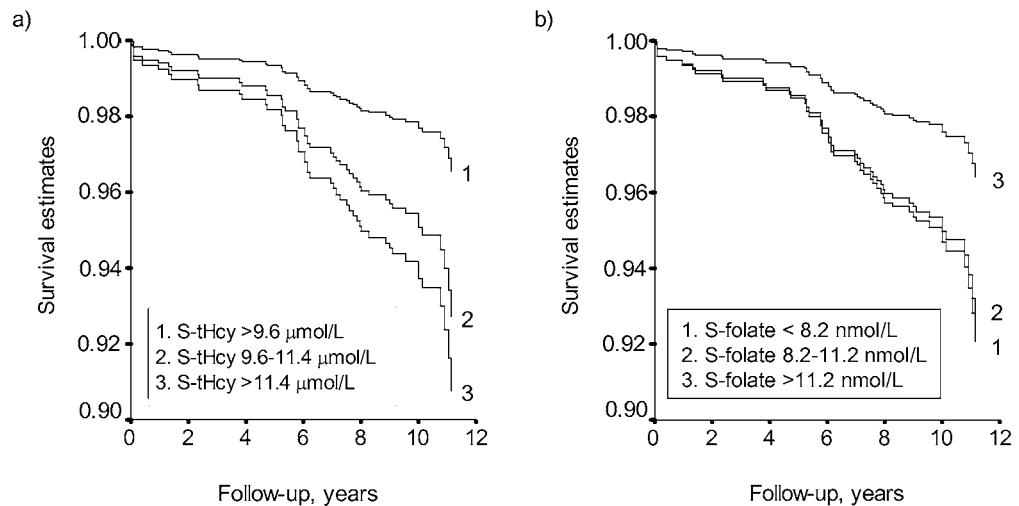 a)
Survival estimates
1.00
0.98
0.96
0.94
0.92
0.90
1
2
3
1. S-tHcy >9.6 μmol/L
2. S-tHcy 9.6-11.4 μmol/L
3. S-tHcy >11.4 μmol/L
0 2 4 6 8 10 12
Follow-up, years
b)
Survival estimates
1.00
0.98
0.96
0.94
0.92
0.90
3
2
1
1. S-folate < 8.2 nmol/L
2. S-folate 8.2-11.2 nmol/L
3. S-folate >11.2 nmol/L
0 2 4 6 8 10 12
Follow-up, years